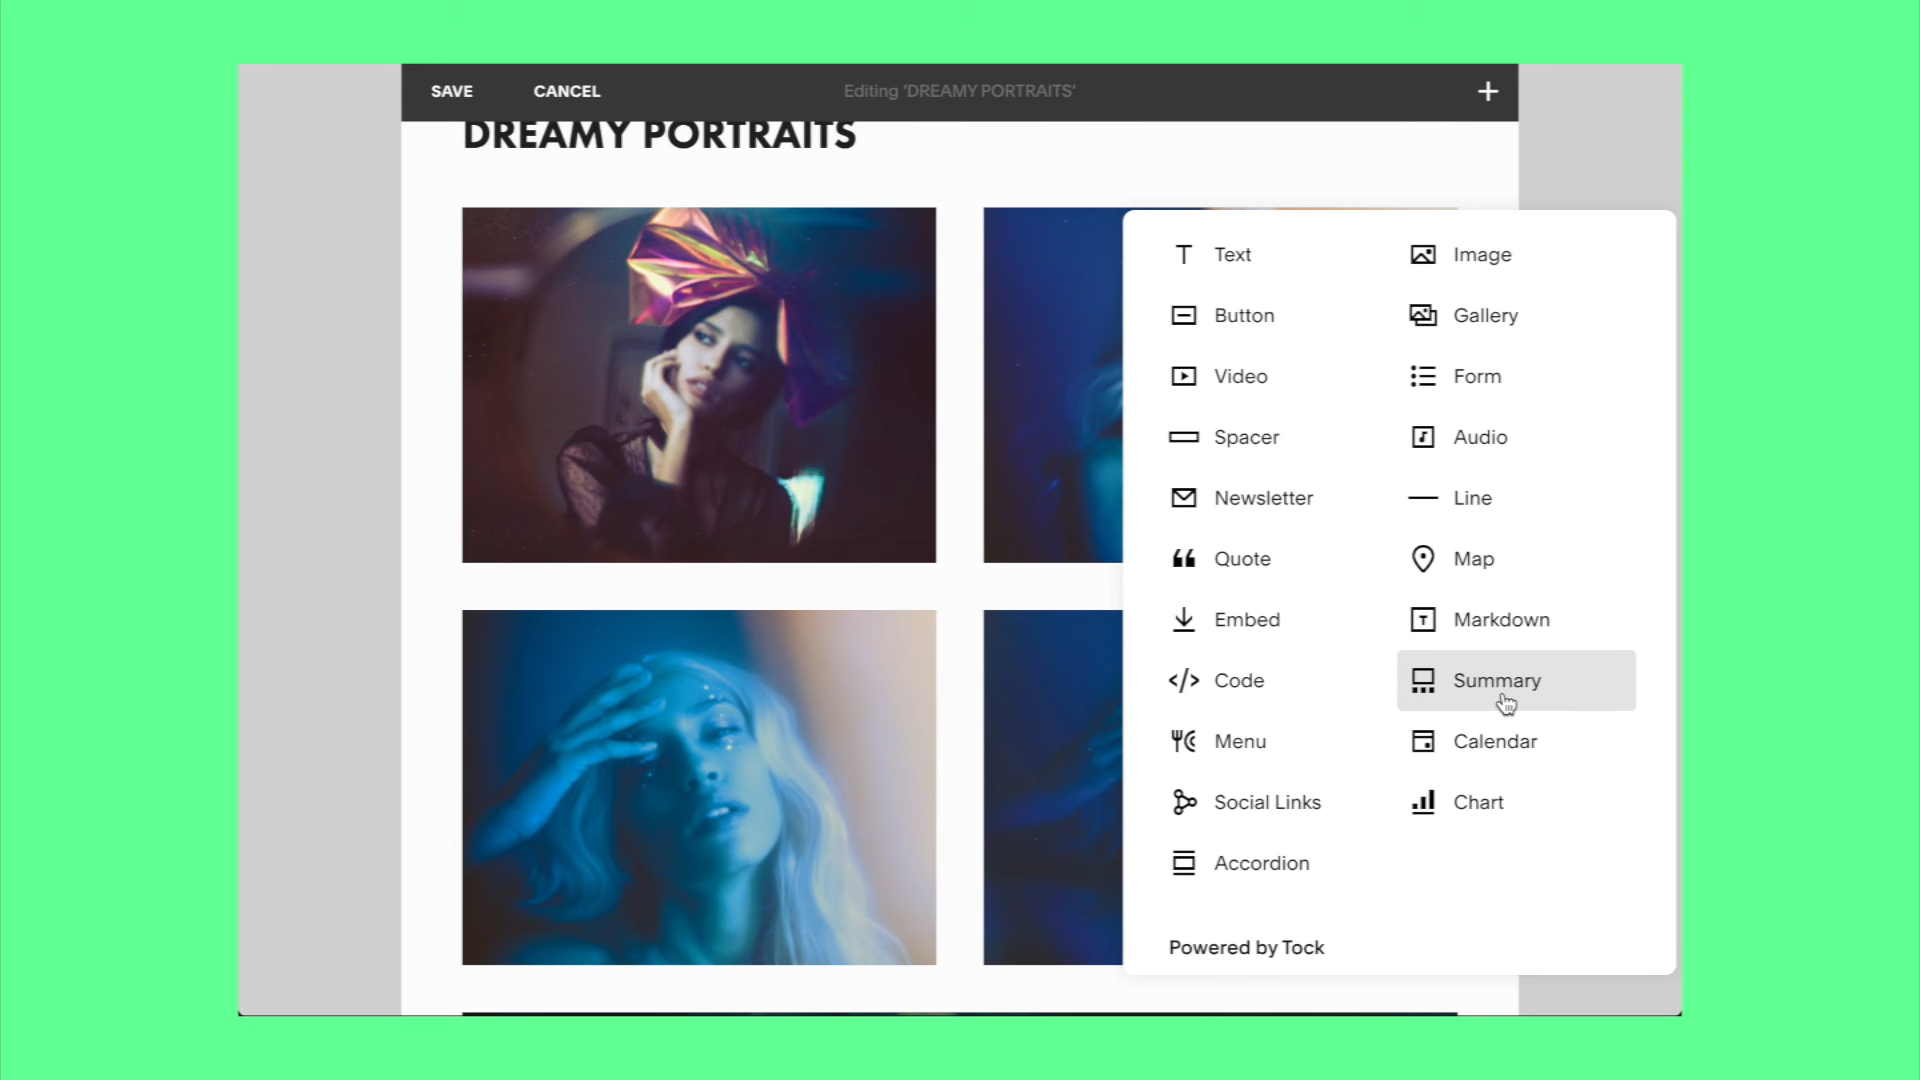 SAVE CANCEL Editing 'DREAMY PORTRAITS'
DREAMY PORTRAITS
Text Image
Button Gallery
Video Form
Spacer Audio
Newsletter Line
Quote Map
Embed Markdown
Code Summary
Menu Calendar
Social Links Chart
Accordion
Powered by Tock